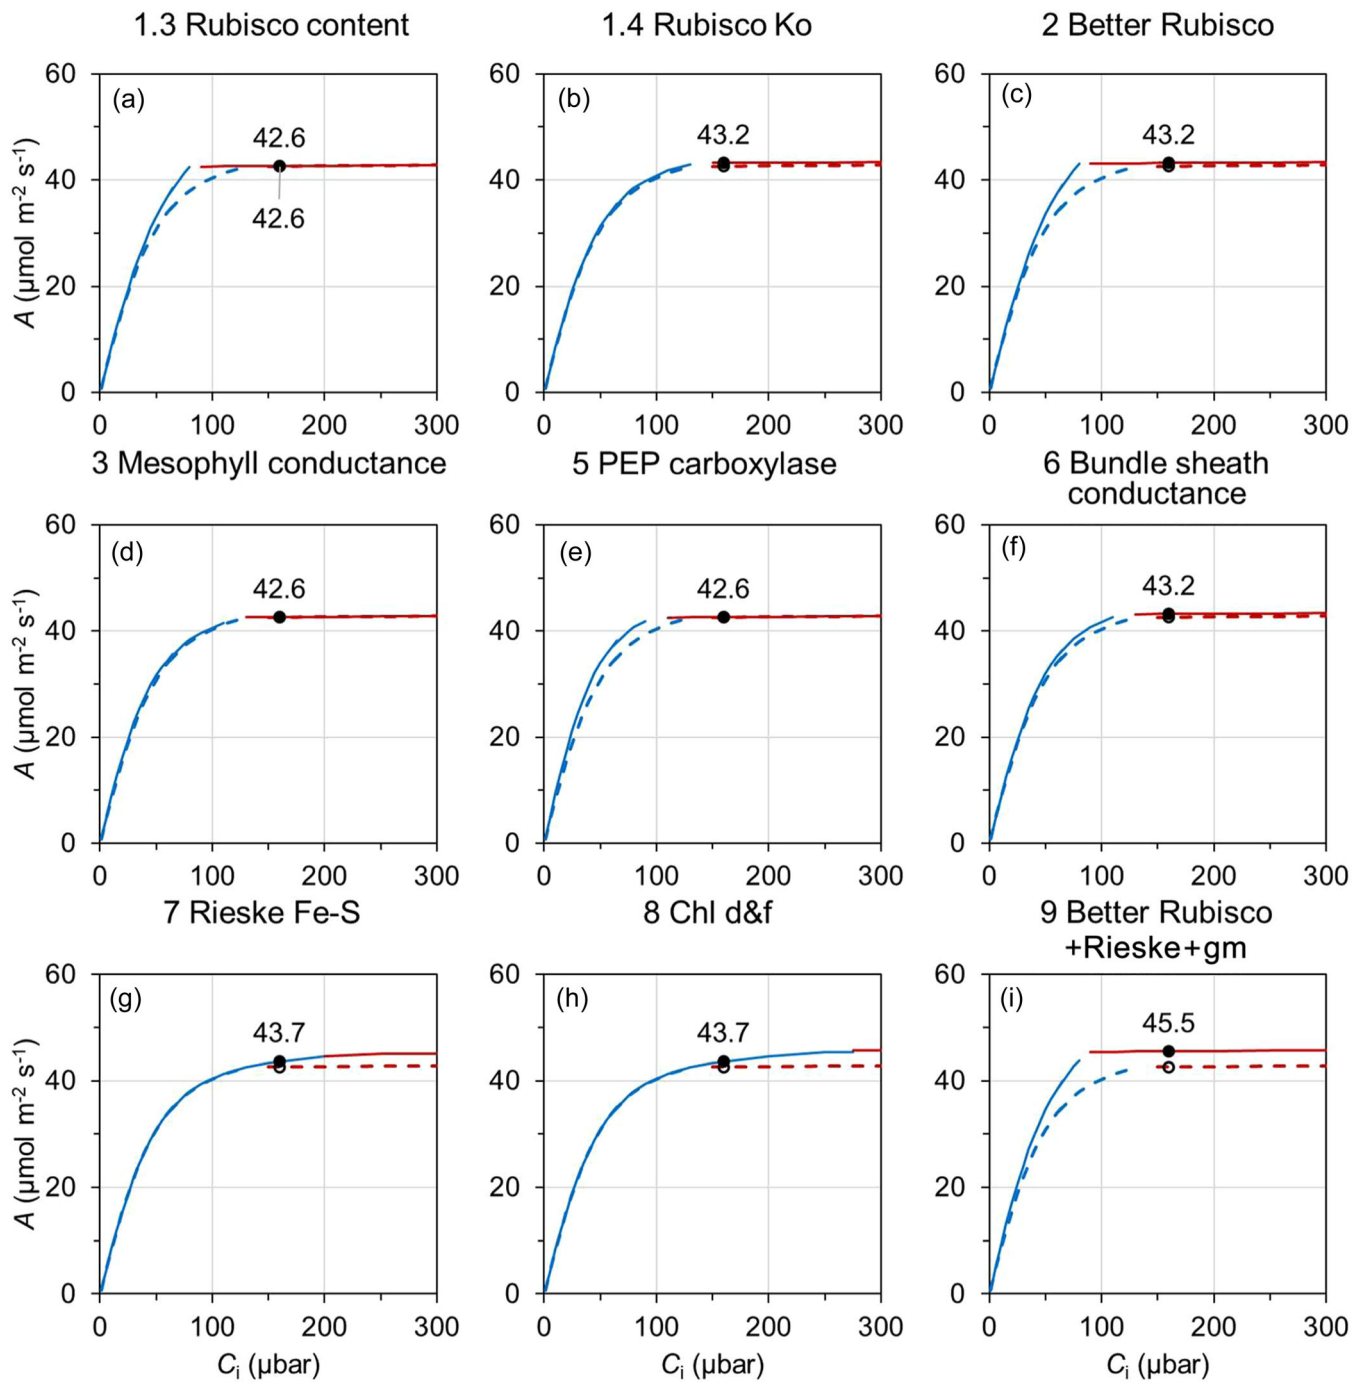 1.3 Rubisco content
1.4 Rubisco Ko
2 Better Rubisco
60
40
20
0
A (µmol m-2 s-1)
(a)
42.6
42.6
0 100 200 300
60
40
20
0
(b)
43.2
0 100 200 300
60
40
20
0
(c)
43.2
0 100 200 300
3 Mesophyll conductance
5 PEP carboxylase
6 Bundle sheath
conductance
60
40
20
0
A (µmol m-2 s-1)
(d)
42.6
0 100 200 300
60
40
20
0
(e)
42.6
0 100 200 300
60
40
20
0
(f)
43.2
0 100 200 300
7 Rieske Fe-S
8 Chl d&f
9 Better Rubisco
+Rieske+gm
60
40
20
0
A (µmol m-2 s-1)
(g)
43.7
0 100 200 300
Ci (µbar)
60
40
20
0
(h)
43.7
0 100 200 300
Ci (µbar)
60
40
20
0
(i)
45.5
0 100 200 300
Ci (µbar)